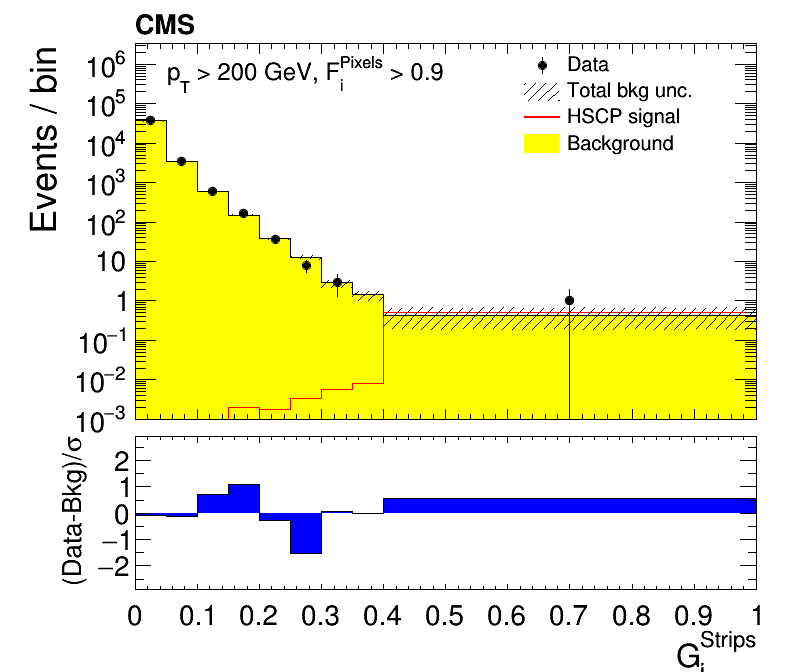 CMS
p_T > 200 GeV, F_i^Pixels > 0.9
Data
Total bkg unc.
HSCP signal
Background
Events / bin
10^6
10^5
10^4
10^3
10^2
10
1
10^−1
10^−2
10^−3
(Data-Bkg)/σ
2
1
0
−1
−2
0 0.1 0.2 0.3 0.4 0.5 0.6 0.7 0.8 0.9 1
G_i^Strips